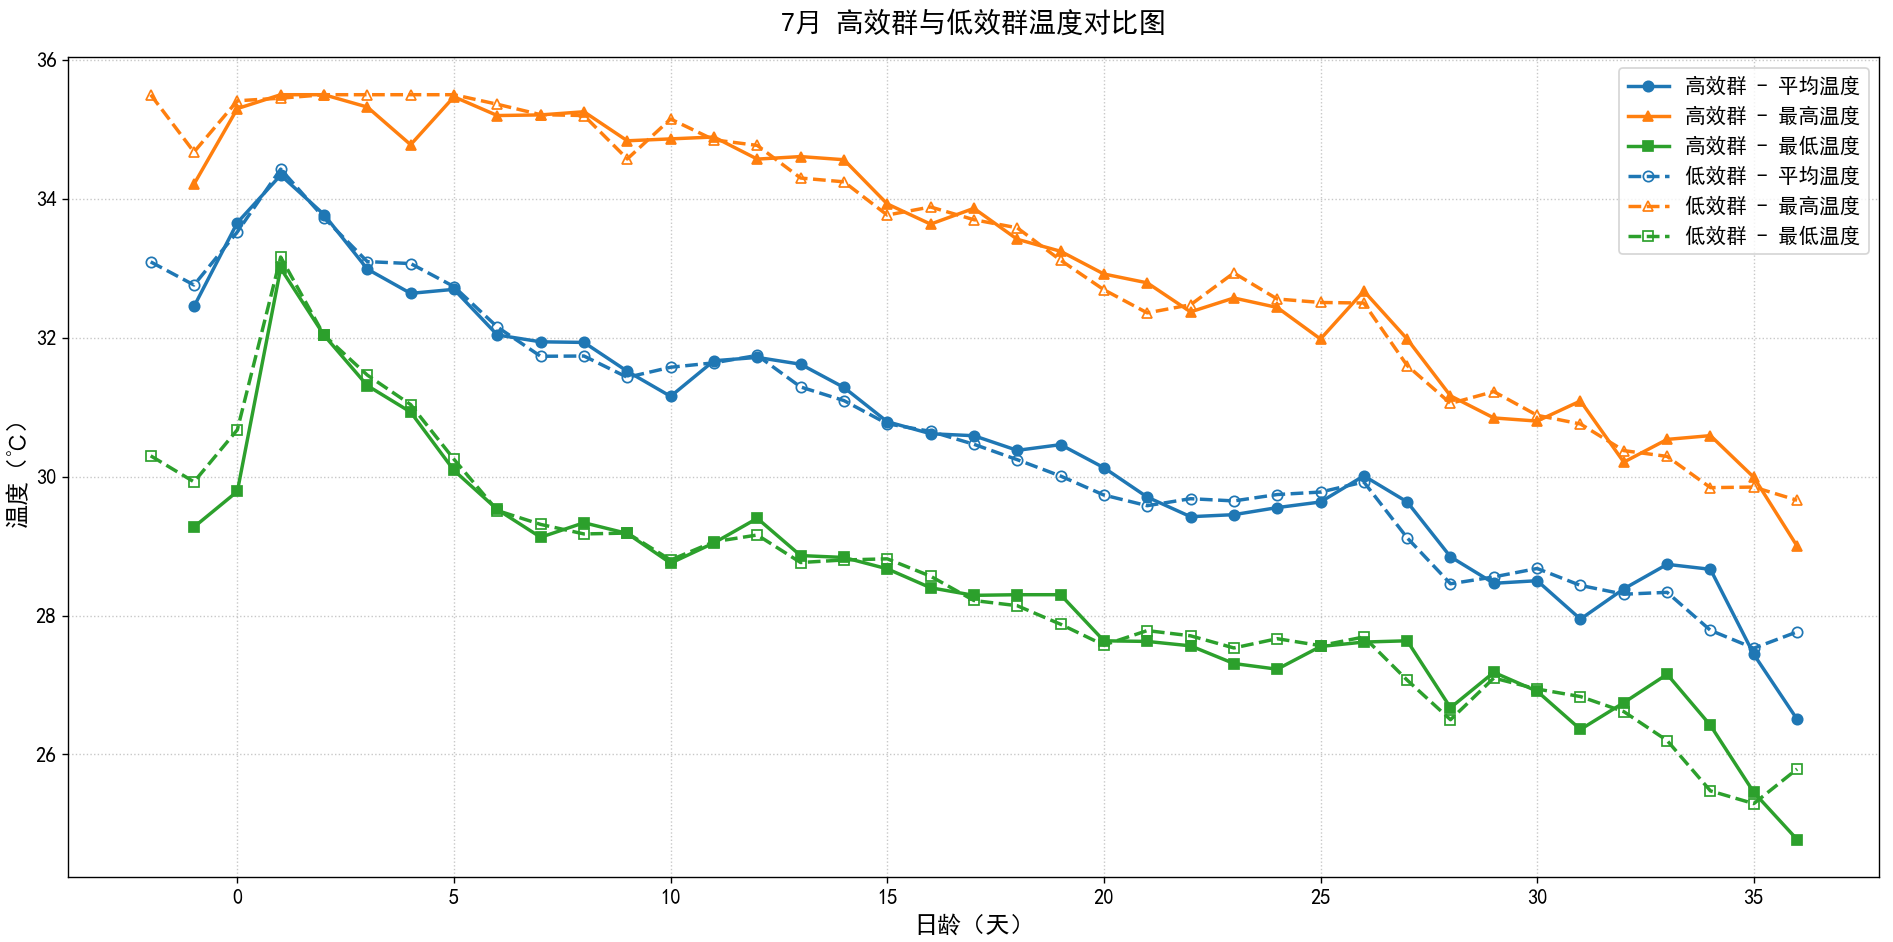 7月 高效群与低效群温度对比图
36
34
32
30
28
26
温度（℃）
高效群 - 平均温度
高效群 - 最高温度
高效群 - 最低温度
低效群 - 平均温度
低效群 - 最高温度
低效群 - 最低温度
0 5 10 15 20 25 30 35
日龄（天）